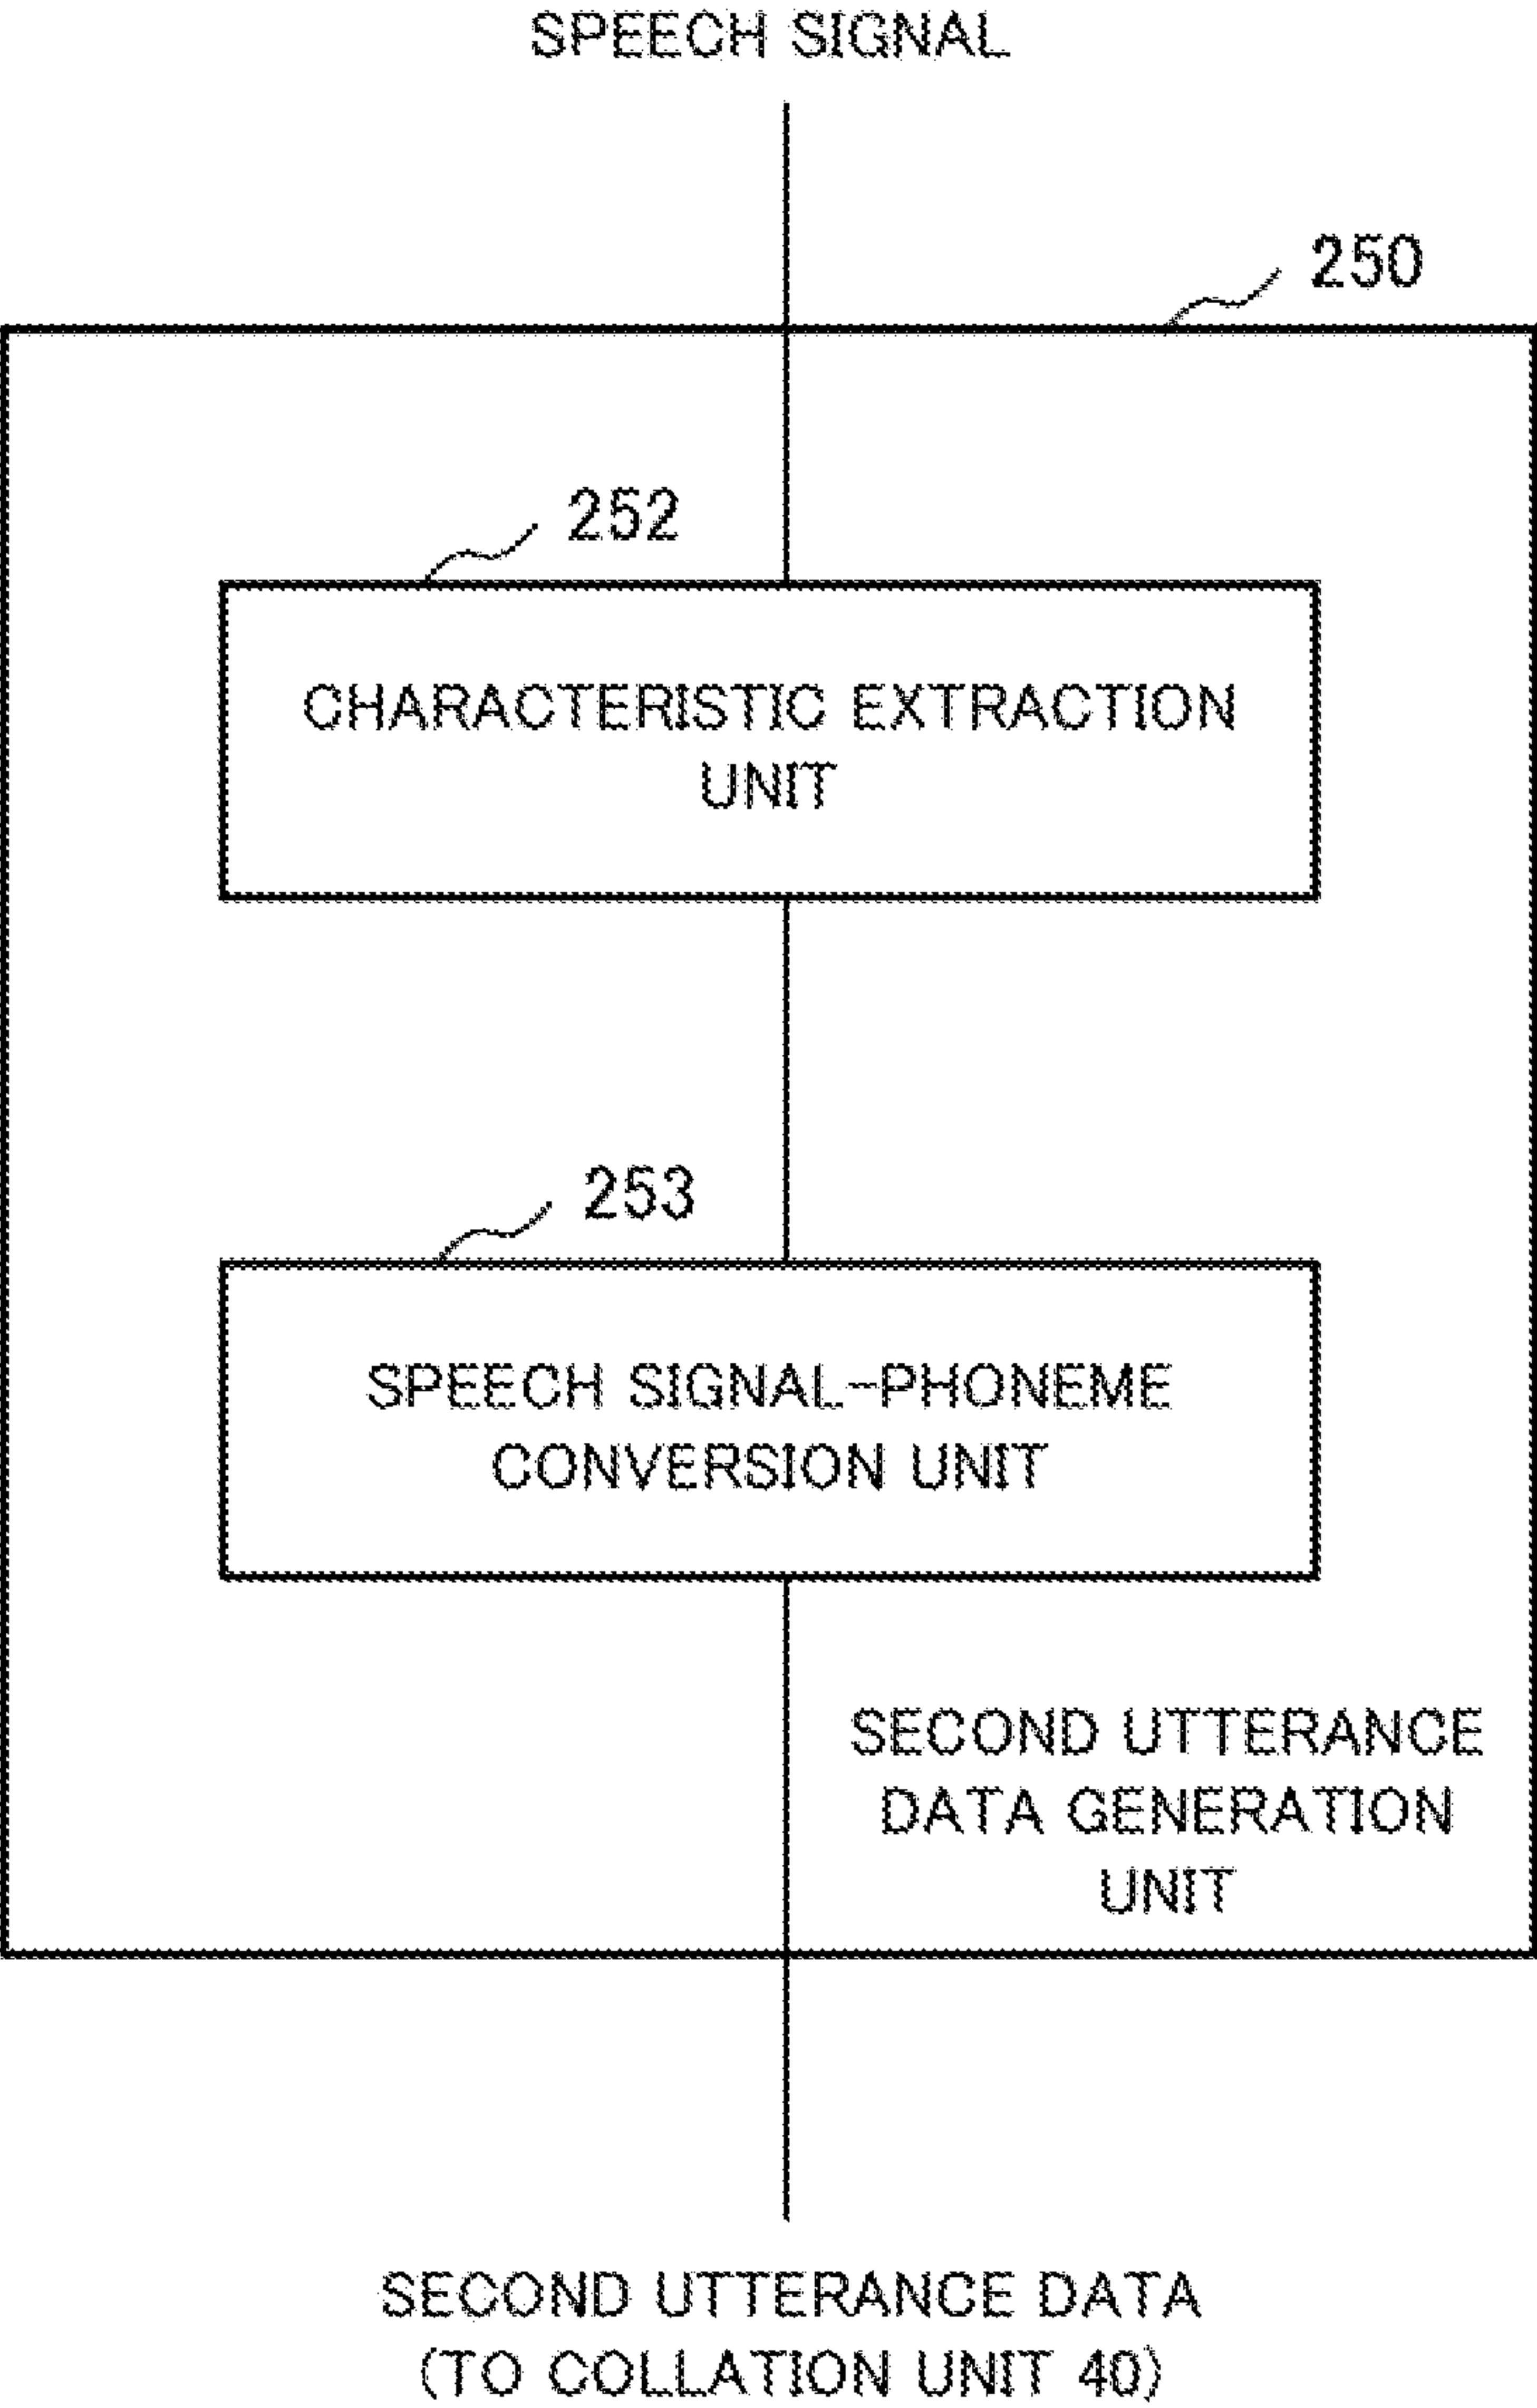 SPEECH SIGNAL
250
252
CHARACTERISTIC EXTRACTION
UNIT
253
SPEECH SIGNAL-PHONEME
CONVERSION UNIT
SECOND UTTERANCE
DATA GENERATION
UNIT
SECOND UTTERANCE DATA
(TO COLLATION UNIT 40)